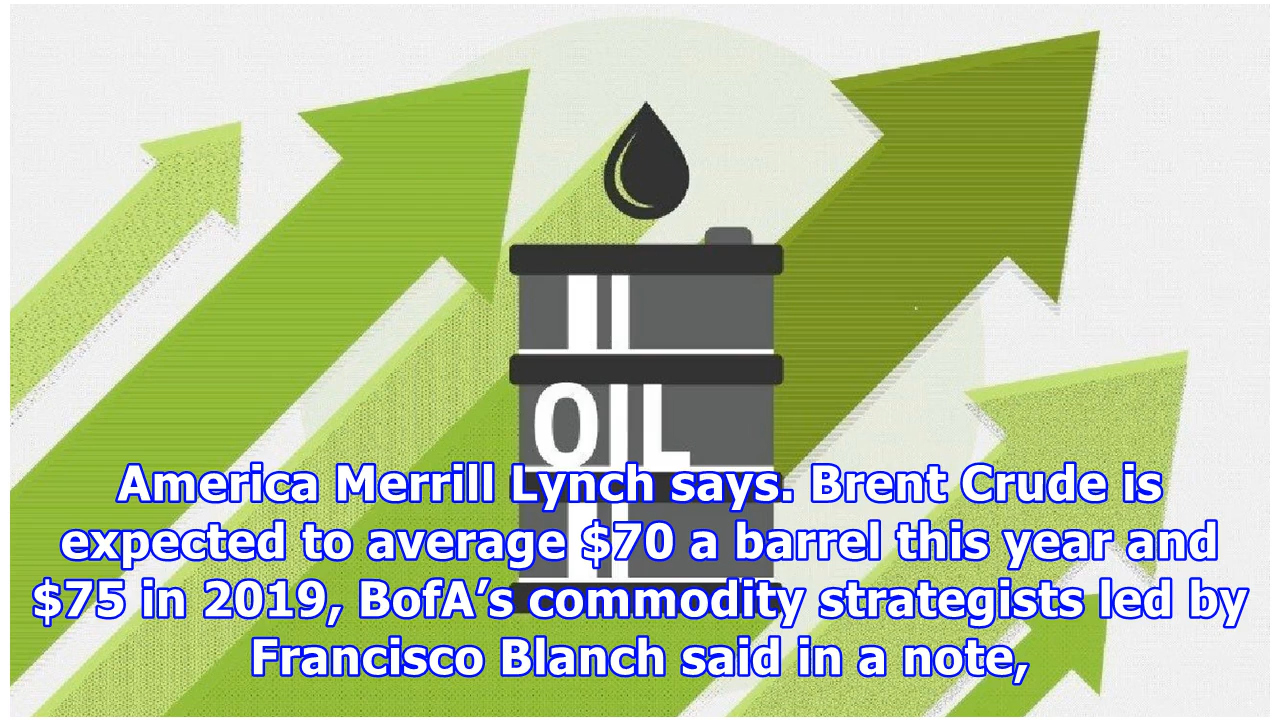 OIL
America Merrill Lynch says. Brent Crude is
expected to average $70 a barrel this year and
$75 in 2019, BofA’s commodity strategists led by
Francisco Blanch said in a note,